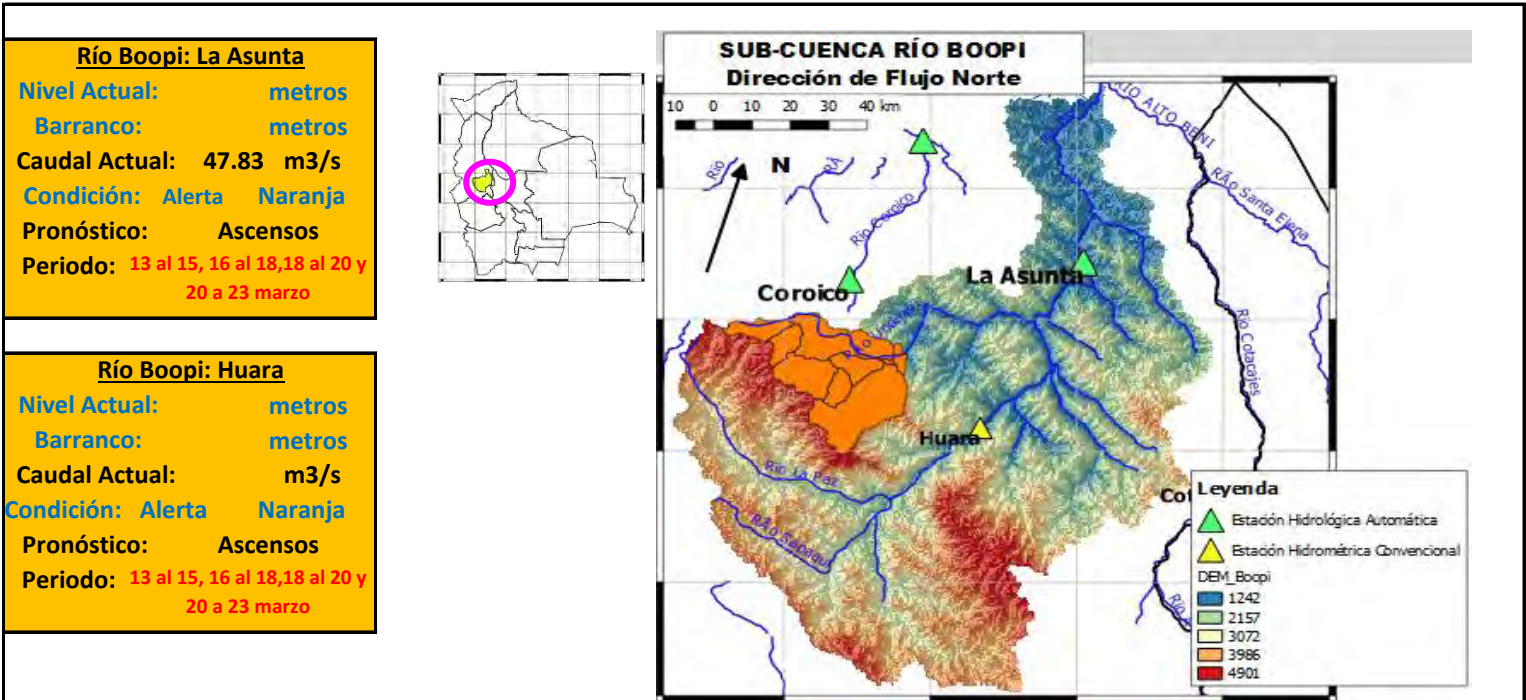 Río Boopi: La Asunta
Nivel Actual: metros
Barranco: metros
Caudal Actual: 47.83 m3/s
Condición: Alerta Naranja
Pronóstico: Ascensos
Periodo: 13 al 15, 16 al 18,18 al 20 y
20 a 23 marzo
Río Boopi: Huara
Nivel Actual: metros
Barranco: metros
Caudal Actual: m3/s
Condición: Alerta Naranja
Pronóstico: Ascensos
Periodo: 13 al 15, 16 al 18,18 al 20 y
20 a 23 marzo
SUB-CUENCA RÍO BOOPI
Dirección de Flujo Norte
10 0 10 20 30 40 km
N
Río
RÃ
Río Coroico
RIO ALTO BENI
RÃo Santa Elena
La Asunta
Coroico
Río Cotacajes
Huara
Río La Paz
RÃo Sapaqui
Cot
Leyenda
Estación Hidrológica Automática
Estación Hidrométrica Convencional
DEM_Boopi
1242
2157
3072
3986
4901